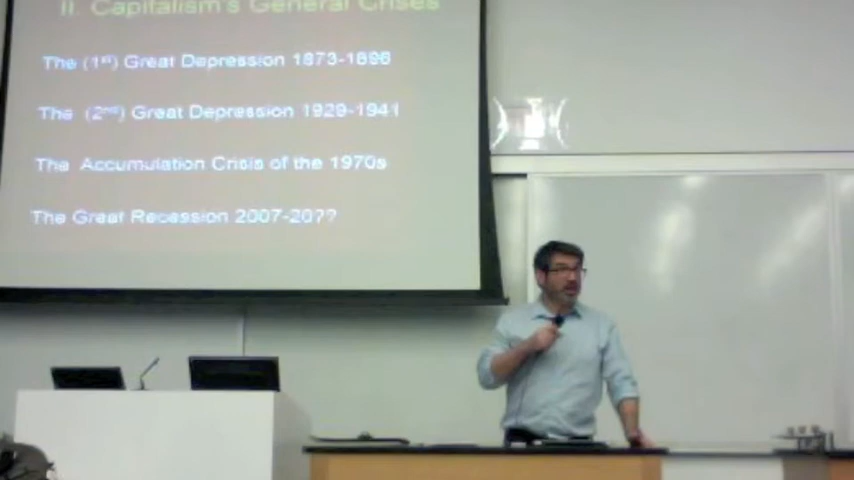 II. Capitalism's General Crises
The (1st) Great Depression 1873-1896
The (2nd) Great Depression 1929-1941
The Accumulation Crisis of the 1970s
The Great Recession 2007-20??